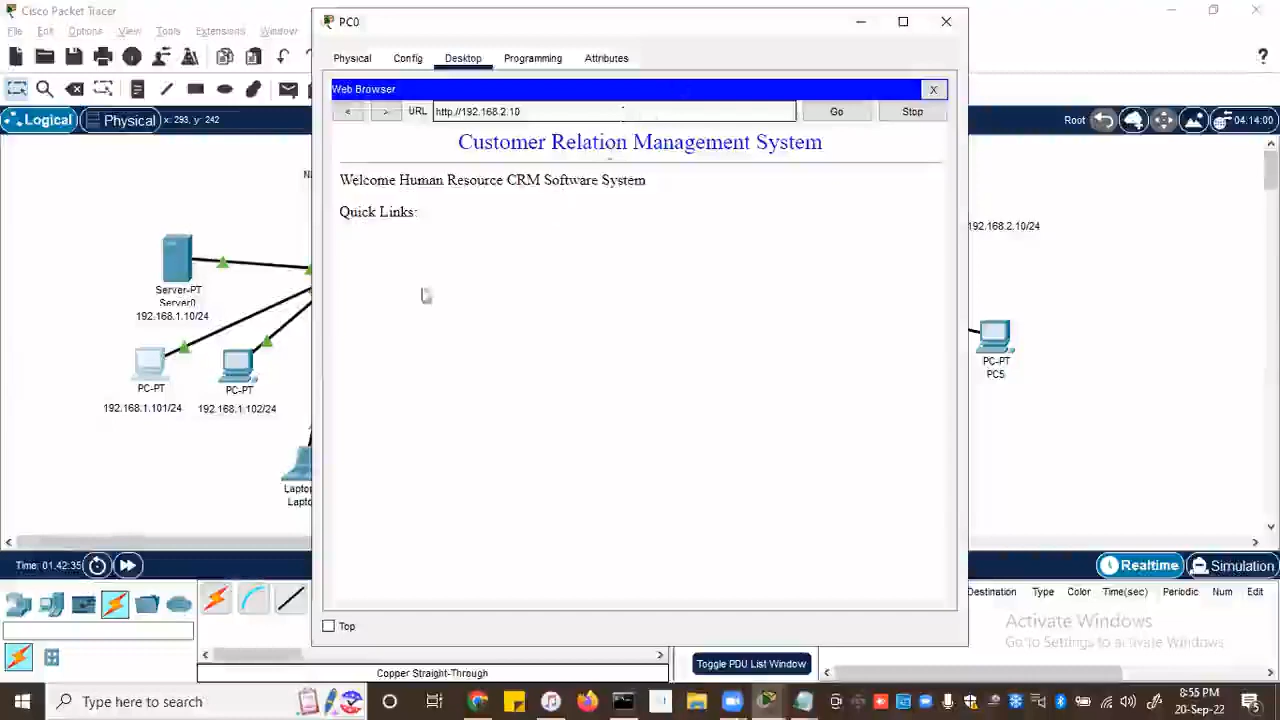 Cisco Packet Tracer
File Edit Options View Tools Extensions Window
PC0
Physical Config Desktop Programming Attributes
Web Browser
X
< > URL http://192.168.2.10 Go Stop
Customer Relation Management System
Welcome Human Resource CRM Software System
Quick Links:
Top
Logical Physical x: 293, y: 242
Root 04:14:00
Server-PT
Server0
192.168.1.10/24
PC-PT
192.168.1.101/24
PC-PT
192.168.1.102/24
Laptop
Laptop
192.168.2.10/24
PC-PT
PC5
Time: 01:42:35
Realtime Simulation
Copper Straight-Through
Toggle PDU List Window
Destination Type Color Time(sec) Periodic Num Edit
Activate Windows
Go to Settings to activate Windows.
Type here to search
8:55 PM
20-Sep-22
5